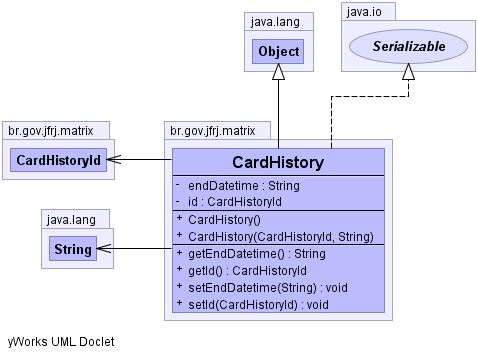 java.lang
Object
java.io
Serializable
br.gov.jfrj.matrix
CardHistoryId
java.lang
String
br.gov.jfrj.matrix
CardHistory
- endDatetime : String
- id : CardHistoryId
+ CardHistory()
+ CardHistory(CardHistoryId, String)
+ getEndDatetime() : String
+ getId() : CardHistoryId
+ setEndDatetime(String) : void
+ setId(CardHistoryId) : void
yWorks UML Doclet